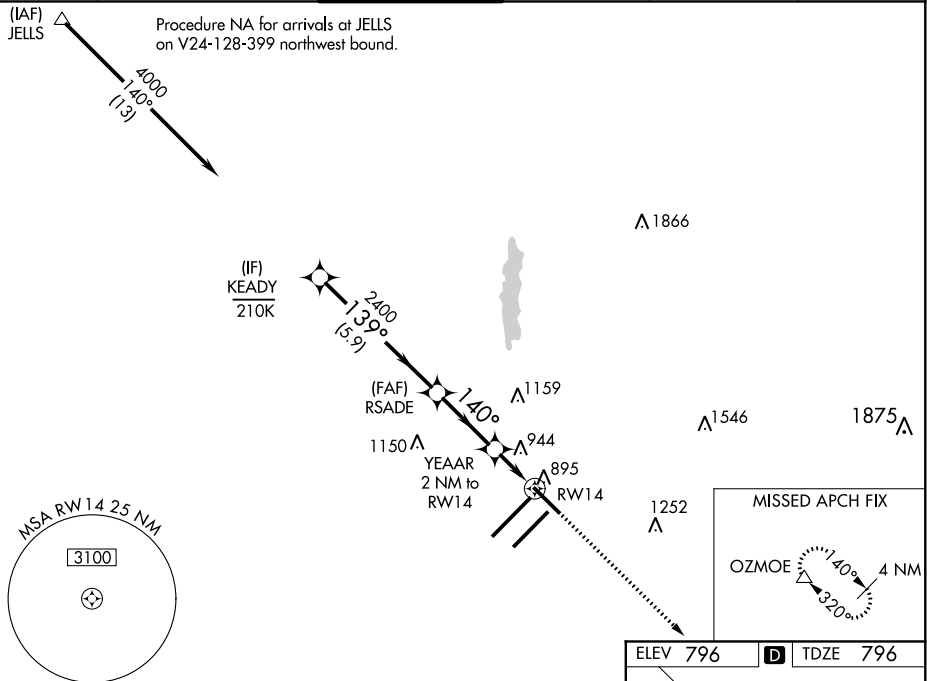 (IAF)
JELLS
Procedure NA for arrivals at JELLS
on V24-128-399 northwest bound.
4000
140°
(13)
1866
(IF)
KEADY
210K
2400
139°
(5.9)
(FAF)
RSADE
140°
1159
1546
1875
1150
944
YEAAR
2 NM to
RW14
895
RW14
1252
MISSED APCH FIX
OZMOE
140°
4 NM
320°
MSA RW14 25 NM
3100
ELEV 796 D TDZE 796